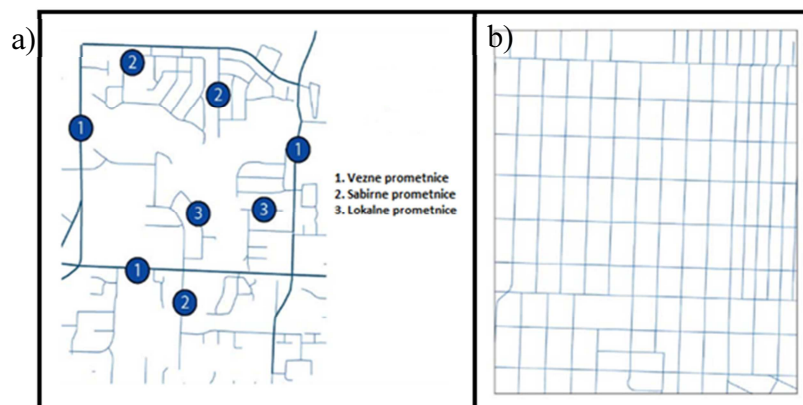 a)
2
2
1
1
3
3
1
2
1. Vezne prometnice
2. Sabirne prometnice
3. Lokalne prometnice
b)